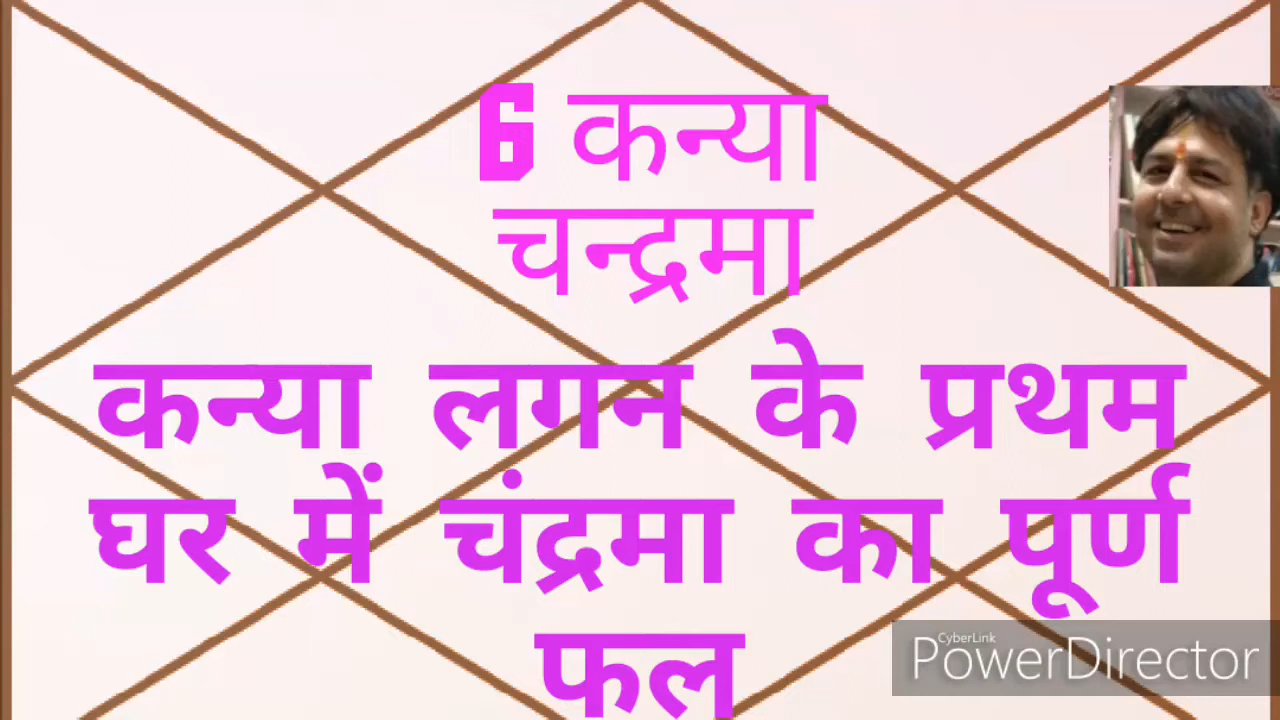 6 कन्या
चन्द्रमा
कन्या लगन के प्रथम
घर में चंद्रमा का पूर्ण
फल
CyberLink
PowerDirector